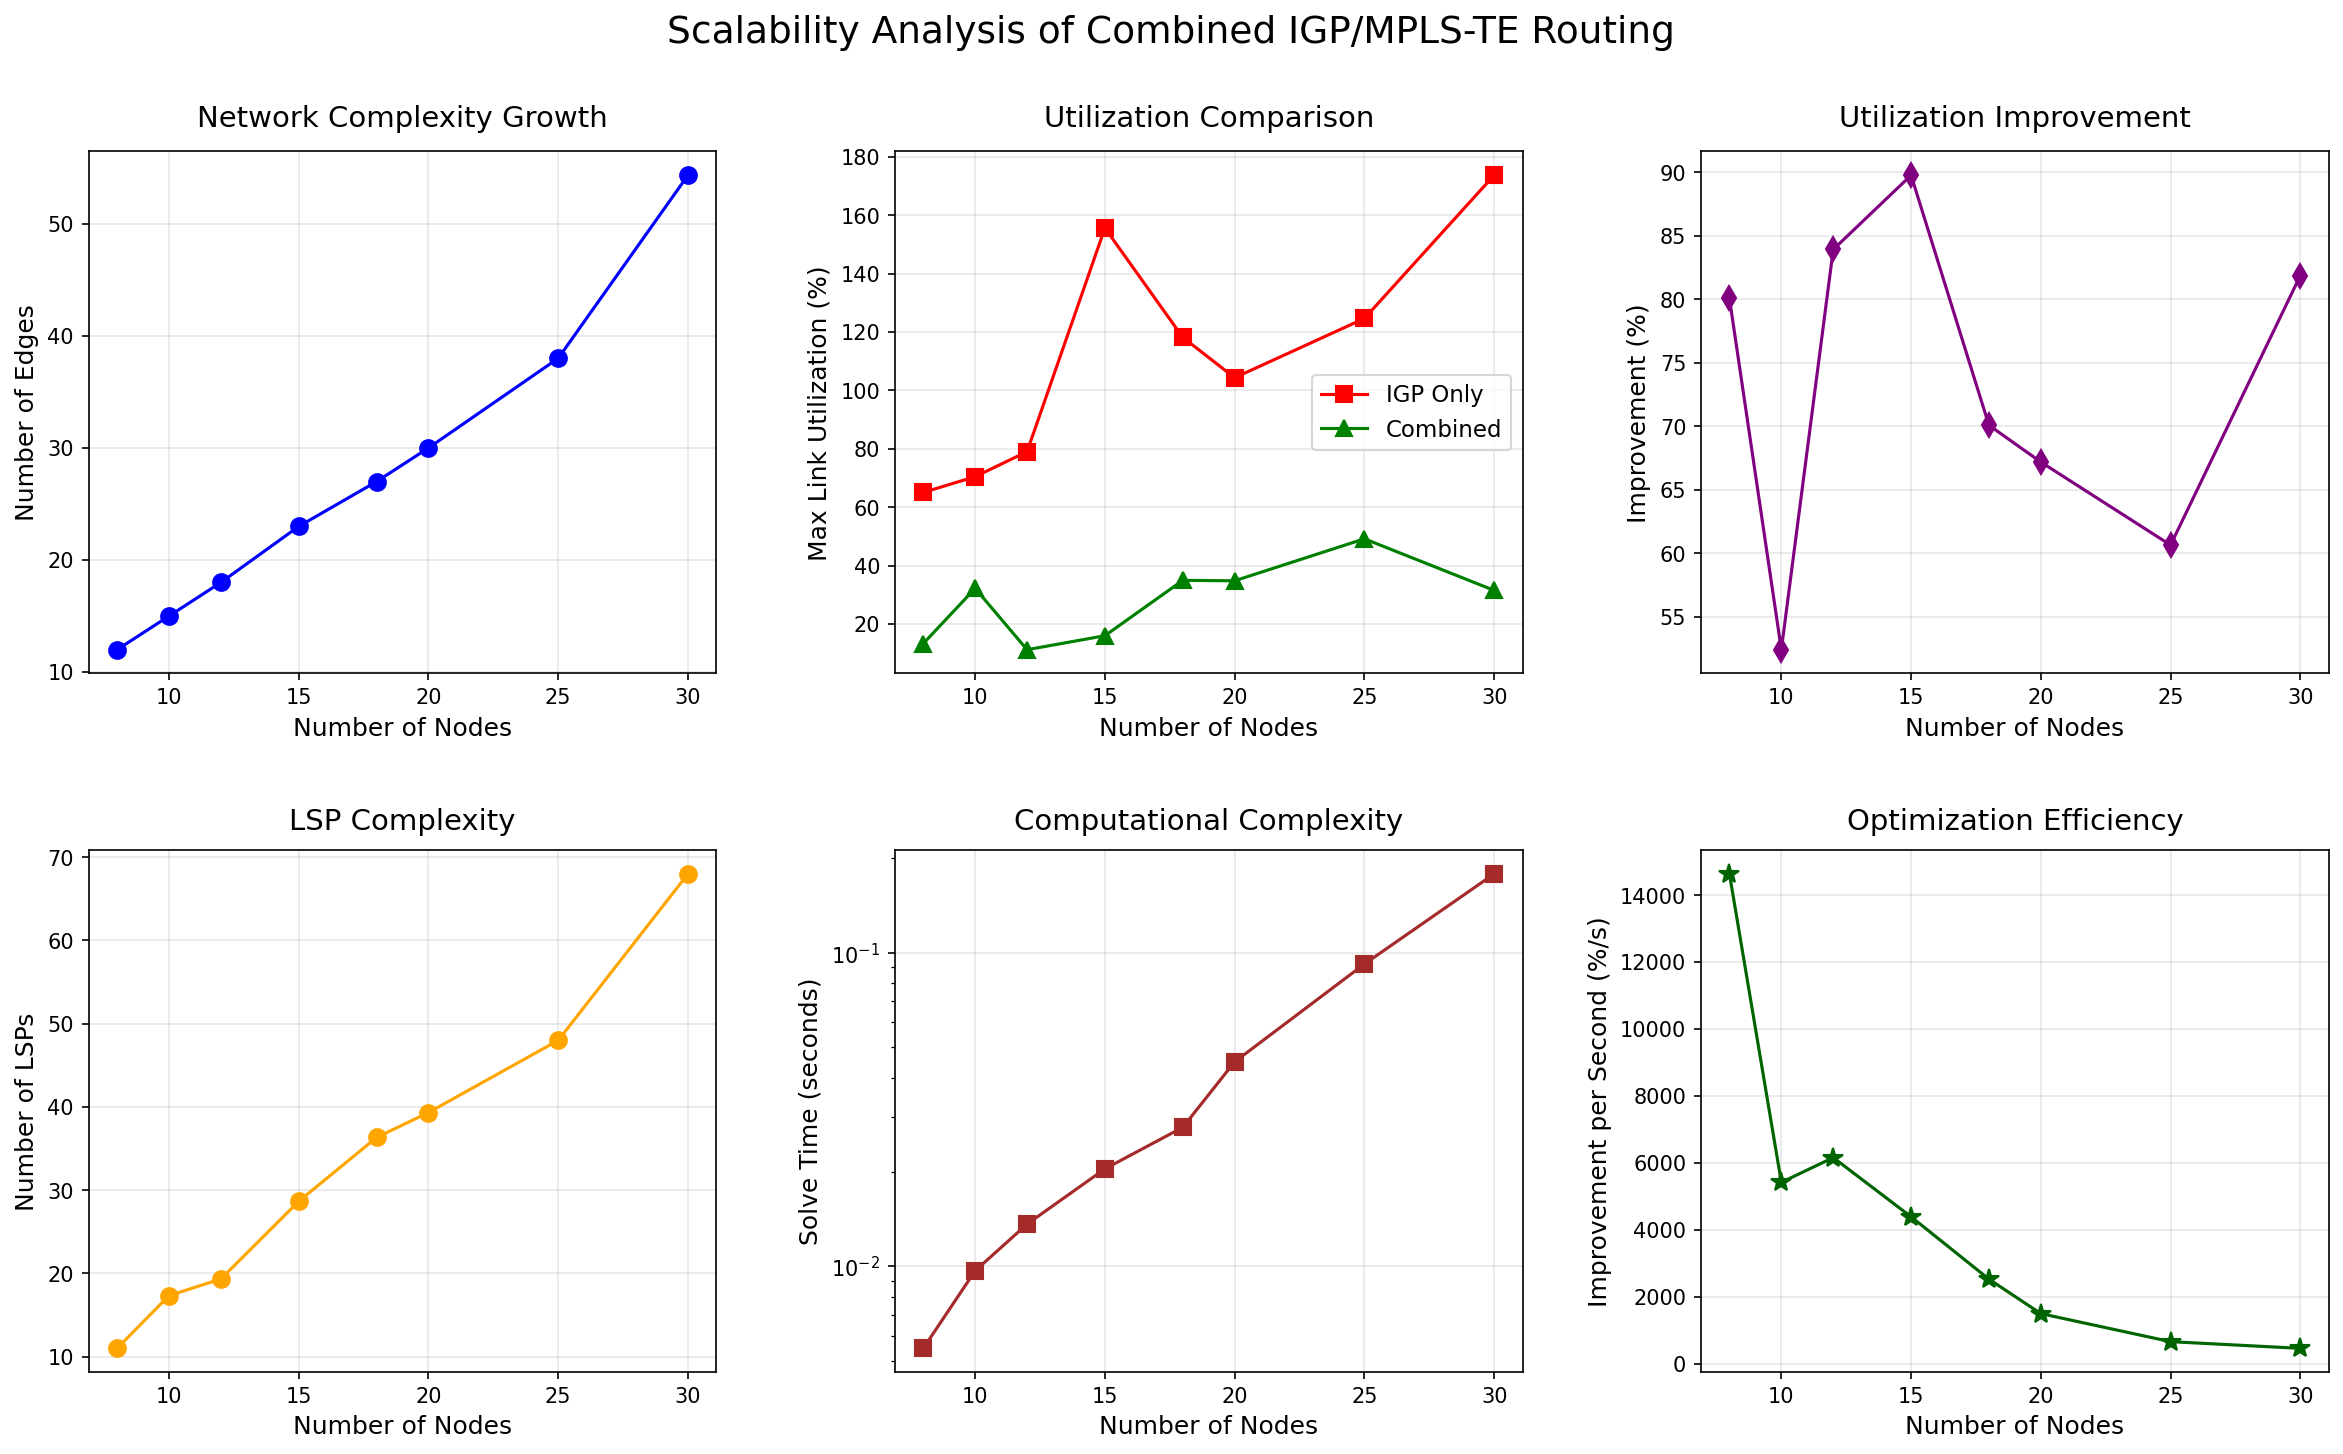 Scalability Analysis of Combined IGP/MPLS-TE Routing
Network Complexity Growth
Number of Edges
50
40
30
20
10
10 15 20 25 30
Number of Nodes
Utilization Comparison
Max Link Utilization (%)
180
160
140
120
100
80
60
40
20
IGP Only
Combined
10 15 20 25 30
Number of Nodes
Utilization Improvement
Improvement (%)
90
85
80
75
70
65
60
55
10 15 20 25 30
Number of Nodes
LSP Complexity
Number of LSPs
70
60
50
40
30
20
10
10 15 20 25 30
Number of Nodes
Computational Complexity
Solve Time (seconds)
10⁻¹
10⁻²
10 15 20 25 30
Number of Nodes
Optimization Efficiency
Improvement per Second (%/s)
14000
12000
10000
8000
6000
4000
2000
0
10 15 20 25 30
Number of Nodes